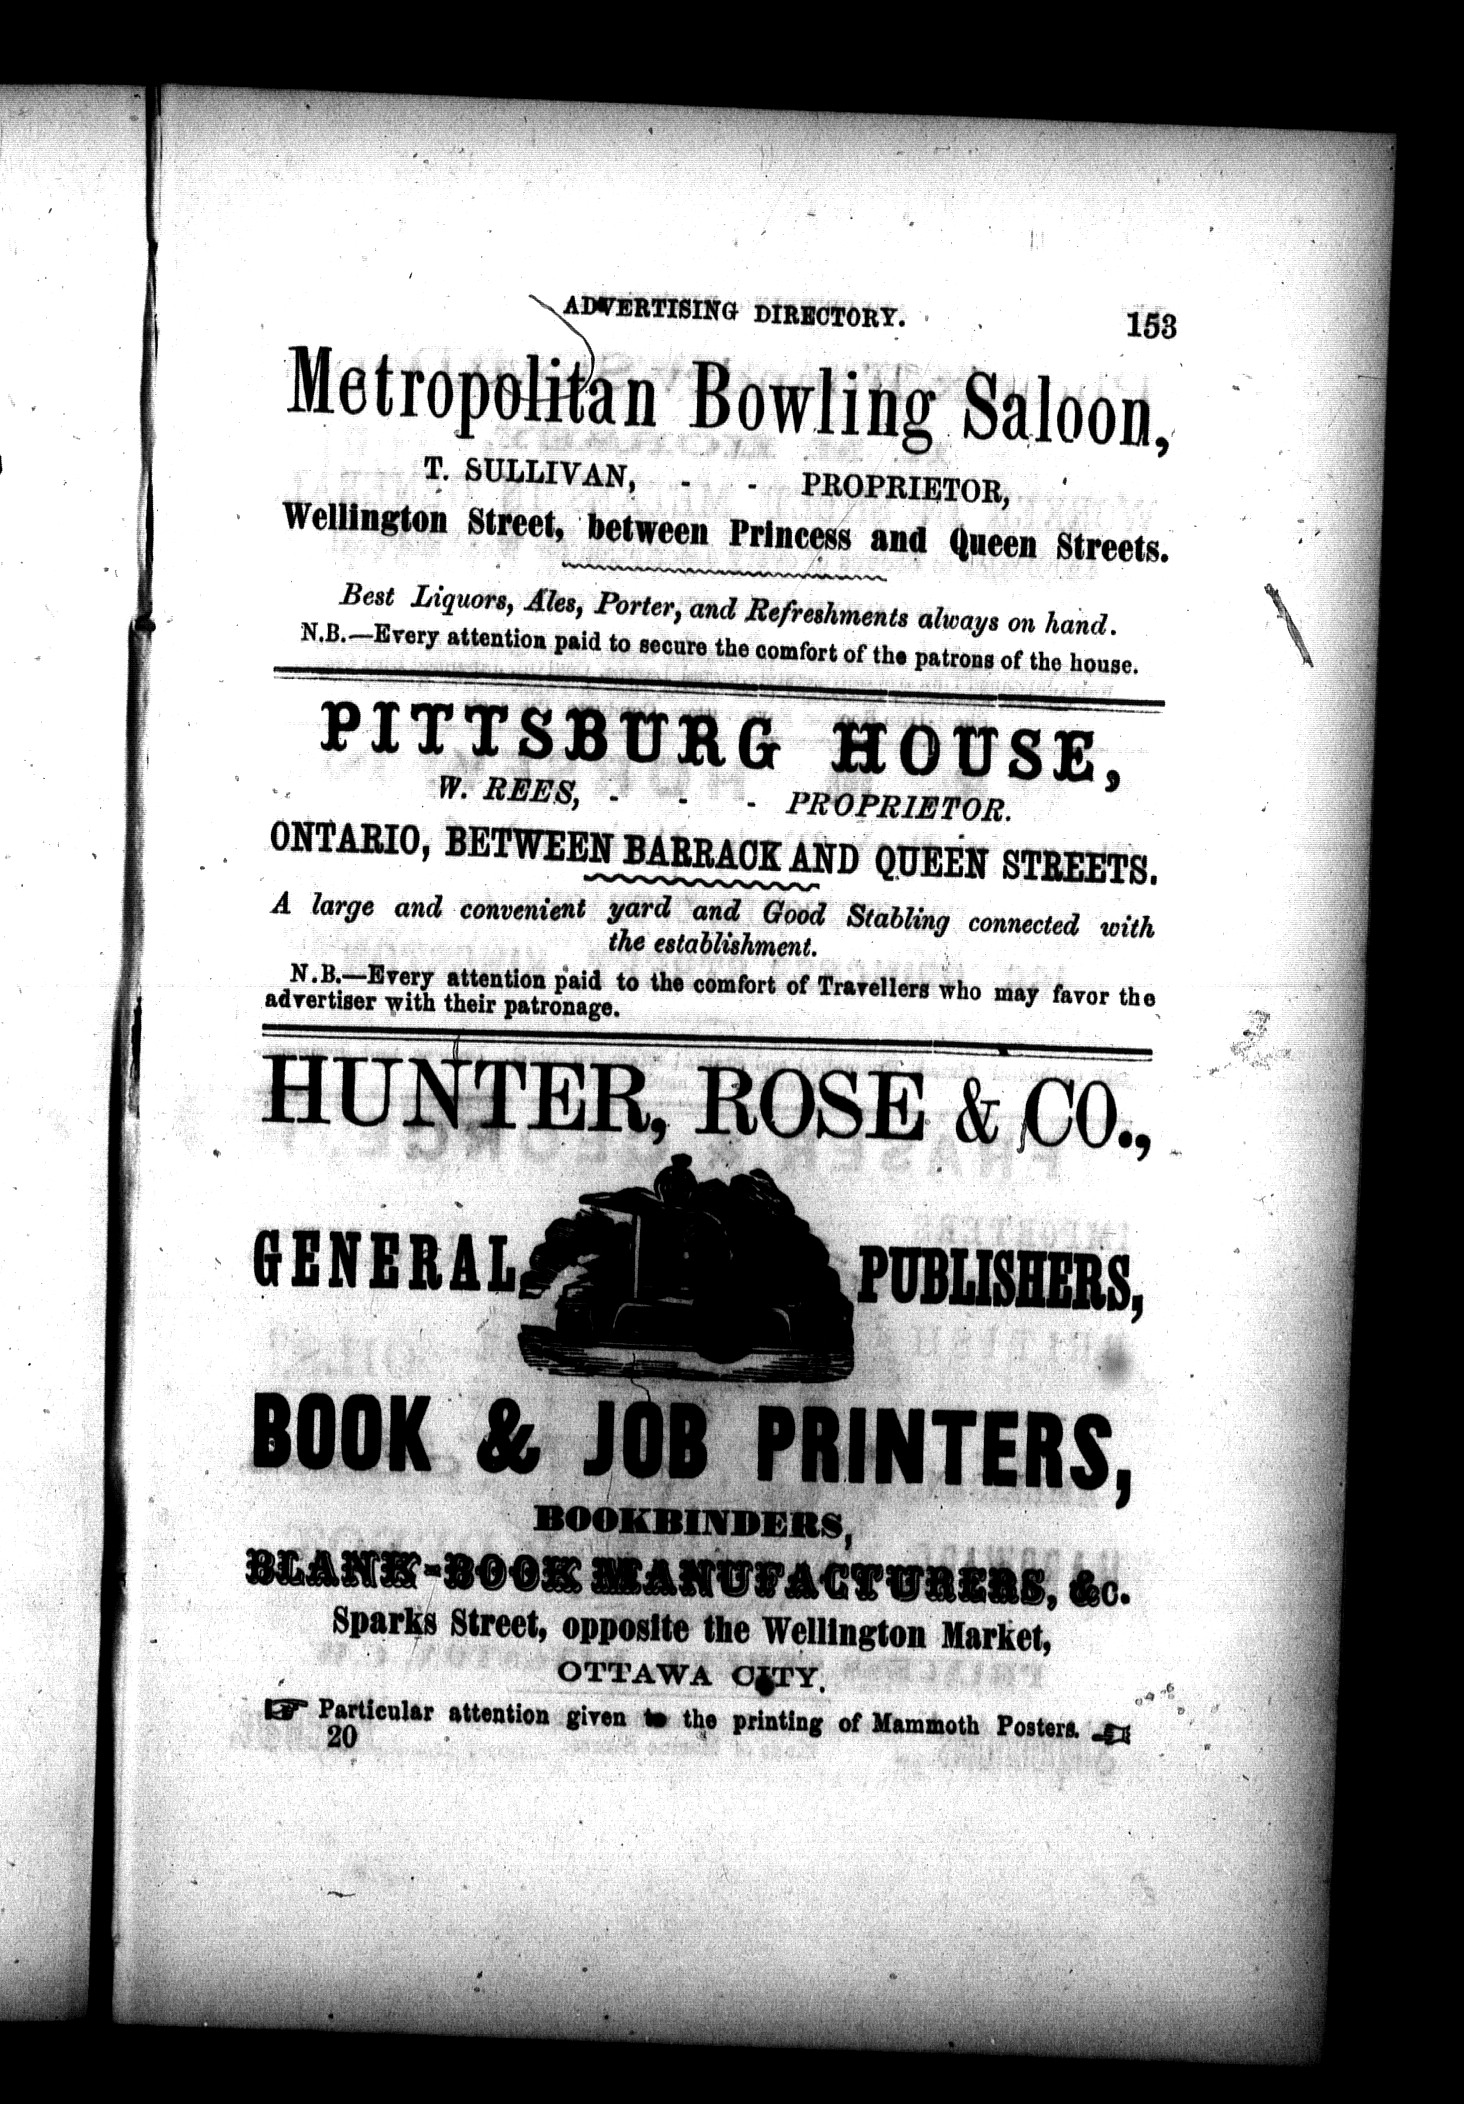 ADVERTISING DIRECTORY. 153
Metropolitan Bowling Saloon,
T. SULLIVAN, - - PROPRIETOR,
Wellington Street, between Princess and Queen Streets.
Best Liquors, Ales, Porter, and Refreshments always on hand.
N.B.—Every attention paid to secure the comfort of the patrons of the house.
PITTSBURG HOUSE,
W. REES, - - - PROPRIETOR.
ONTARIO, BETWEEN BARRACK AND QUEEN STREETS.
A large and convenient yard and Good Stabling connected with
the establishment.
N.B.—Every attention paid to the comfort of Travellers who may favor the
advertiser with their patronage.
HUNTER, ROSE & CO.,
GENERAL PUBLISHERS,
BOOK & JOB PRINTERS,
BOOKBINDERS,
BLANK-BOOK MANUFACTURERS, &c.
Sparks Street, opposite the Wellington Market,
OTTAWA CITY.
☞ Particular attention given to the printing of Mammoth Posters. ☜
20